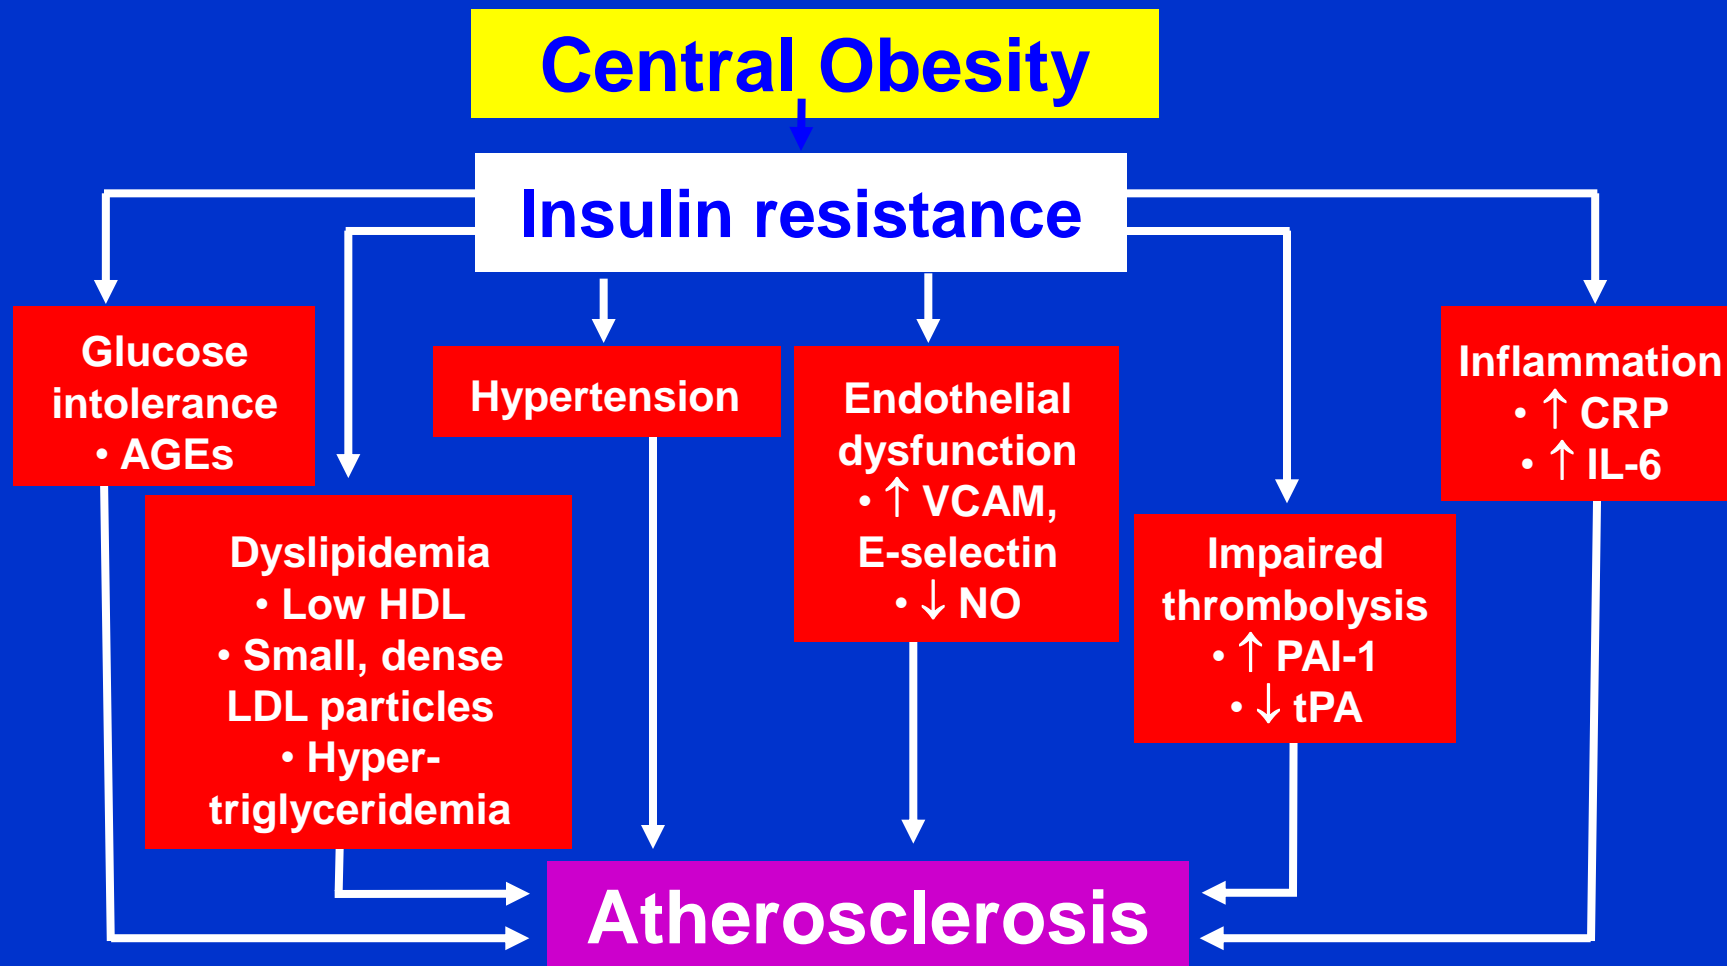 Central Obesity
Insulin resistance
Glucose
intolerance
• AGEs
Dyslipidemia
• Low HDL
• Small, dense
LDL particles
• Hyper-
triglyceridemia
Hypertension
Endothelial
dysfunction
• ↑ VCAM,
E-selectin
• ↓ NO
Impaired
thrombolysis
• ↑ PAI-1
• ↓ tPA
Inflammation
• ↑ CRP
• ↑ IL-6
Atherosclerosis